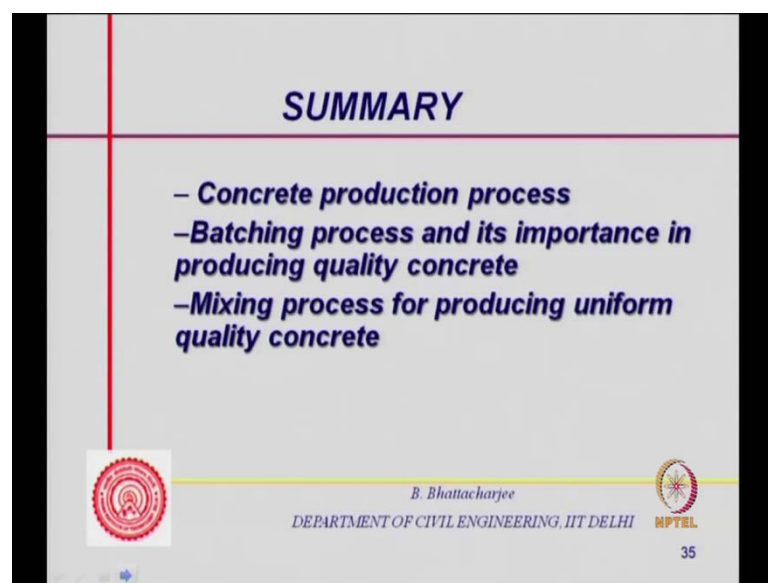 SUMMARY
– Concrete production process
–Batching process and its importance in
producing quality concrete
–Mixing process for producing uniform
quality concrete
B. Bhattacharjee
DEPARTMENT OF CIVIL ENGINEERING, IIT DELHI
NPTEL
35